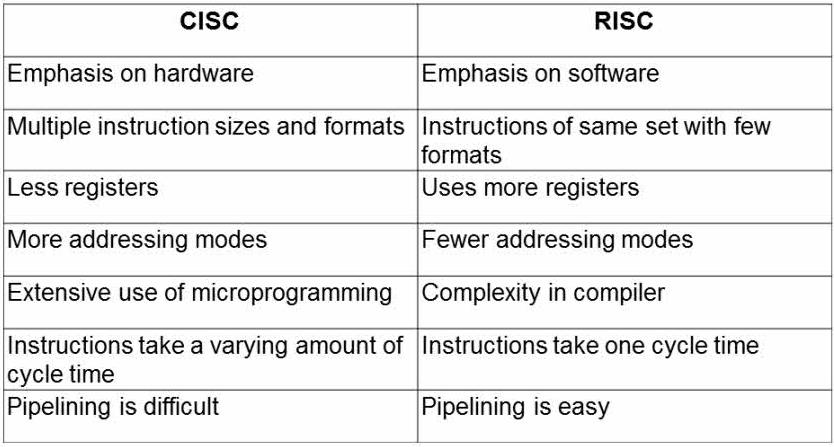 CISC
RISC
Emphasis on hardware
Emphasis on software
Multiple instruction sizes and formats
Instructions of same set with few
formats
Less registers
Uses more registers
More addressing modes
Fewer addressing modes
Extensive use of microprogramming
Complexity in compiler
Instructions take a varying amount of
cycle time
Instructions take one cycle time
Pipelining is difficult
Pipelining is easy